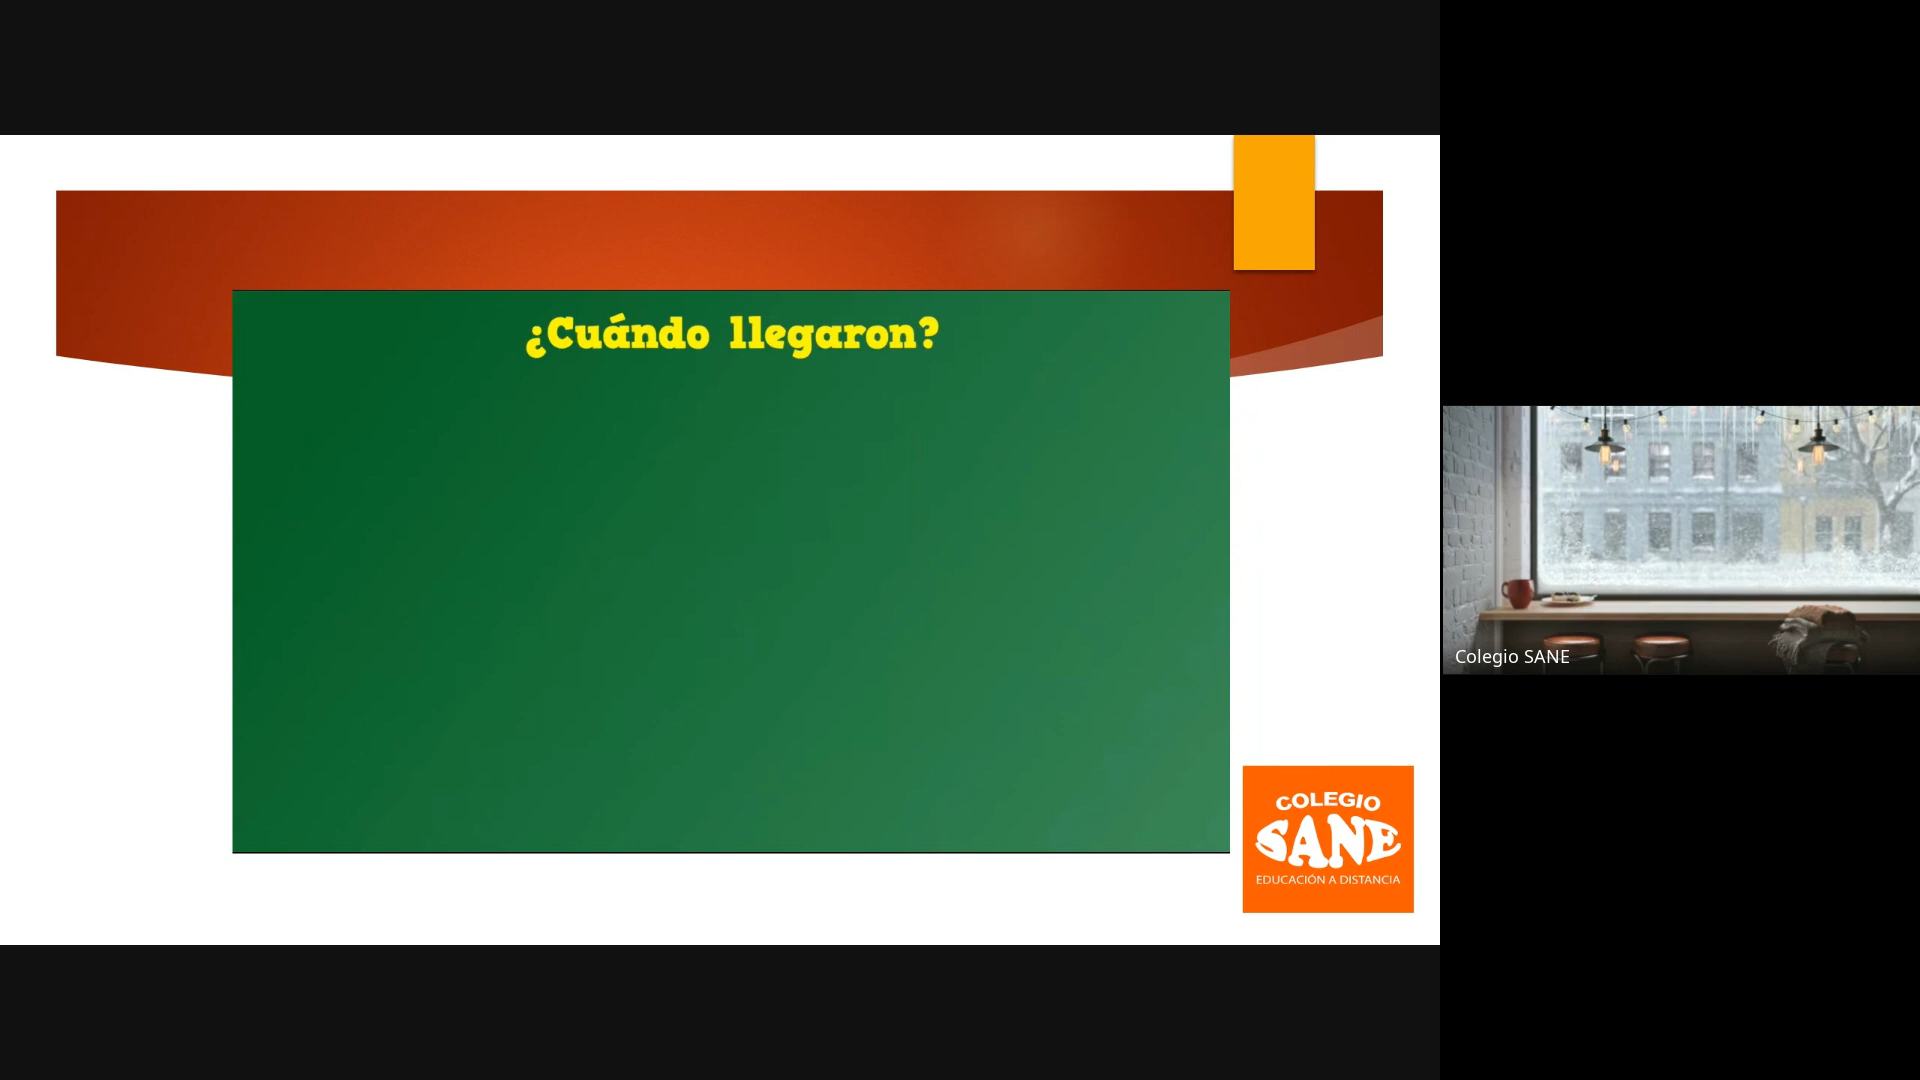 ¿Cuándo llegaron?
Colegio SANE
COLEGIO
SANE
EDUCACIÓN A DISTANCIA